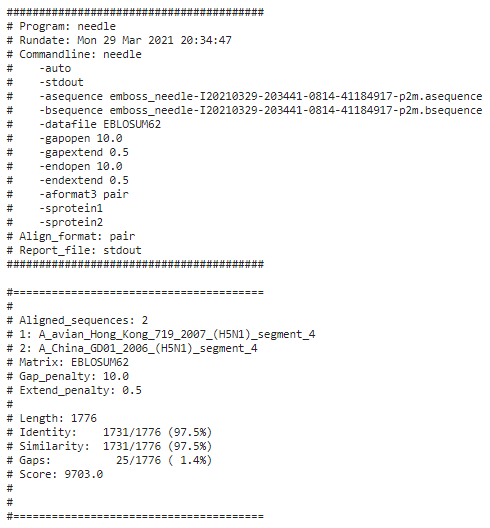 ########################################
# Program: needle
# Rundate: Mon 29 Mar 2021 20:34:47
# Commandline: needle
#    -auto
#    -stdout
#    -asequence emboss_needle-I20210329-203441-0814-41184917-p2m.asequence
#    -bsequence emboss_needle-I20210329-203441-0814-41184917-p2m.bsequence
#    -datafile EBLOSUM62
#    -gapopen 10.0
#    -gapextend 0.5
#    -endopen 10.0
#    -endextend 0.5
#    -aformat3 pair
#    -sprotein1
#    -sprotein2
# Align_format: pair
# Report_file: stdout
########################################

#=======================================
#
# Aligned_sequences: 2
# 1: A_avian_Hong_Kong_719_2007_(H5N1)_segment_4
# 2: A_China_GD01_2006_(H5N1)_segment_4
# Matrix: EBLOSUM62
# Gap_penalty: 10.0
# Extend_penalty: 0.5
#
# Length: 1776
# Identity:    1731/1776 (97.5%)
# Similarity:  1731/1776 (97.5%)
# Gaps:          25/1776 ( 1.4%)
# Score: 9703.0
#
#
#=======================================